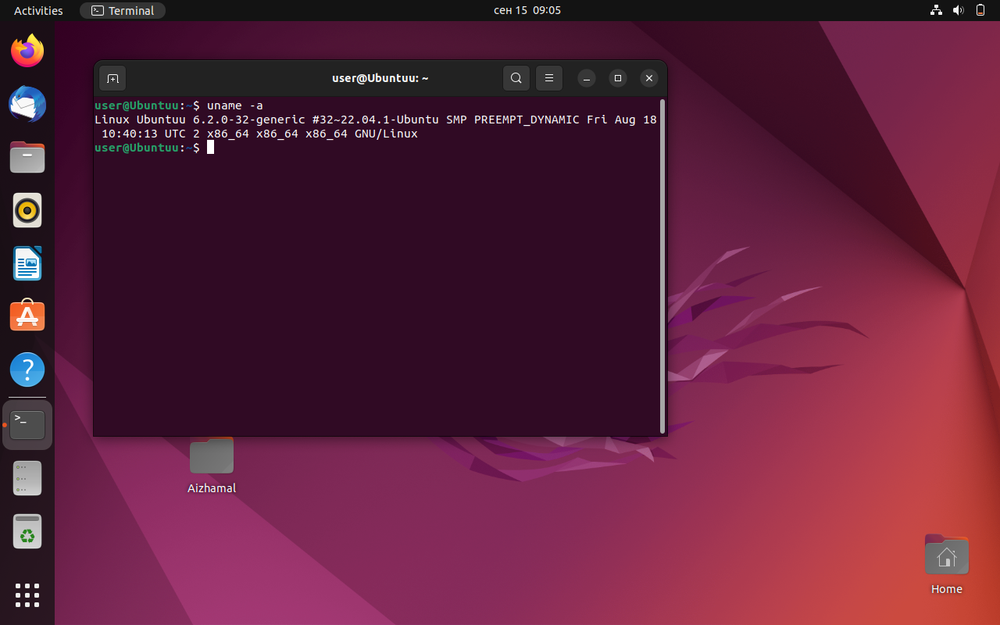 Activities
Terminal
сен 15 09:05
user@Ubuntuu: ~
user@Ubuntuu:~$ uname -a
Linux Ubuntuu 6.2.0-32-generic #32~22.04.1-Ubuntu SMP PREEMPT_DYNAMIC Fri Aug 18
10:40:13 UTC 2 x86_64 x86_64 x86_64 GNU/Linux
user@Ubuntuu:~$
>_
Aizhamal
Home